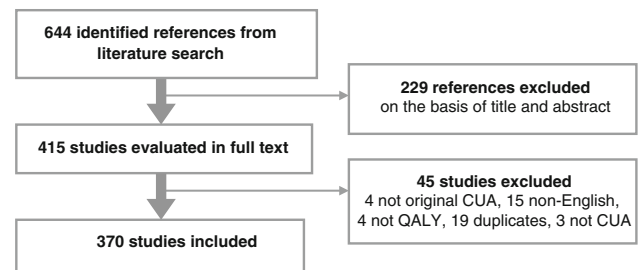 644 identified references from
literature search
229 references excluded
on the basis of title and abstract
415 studies evaluated in full text
45 studies excluded
4 not original CUA, 15 non-English,
4 not QALY, 19 duplicates, 3 not CUA
370 studies included